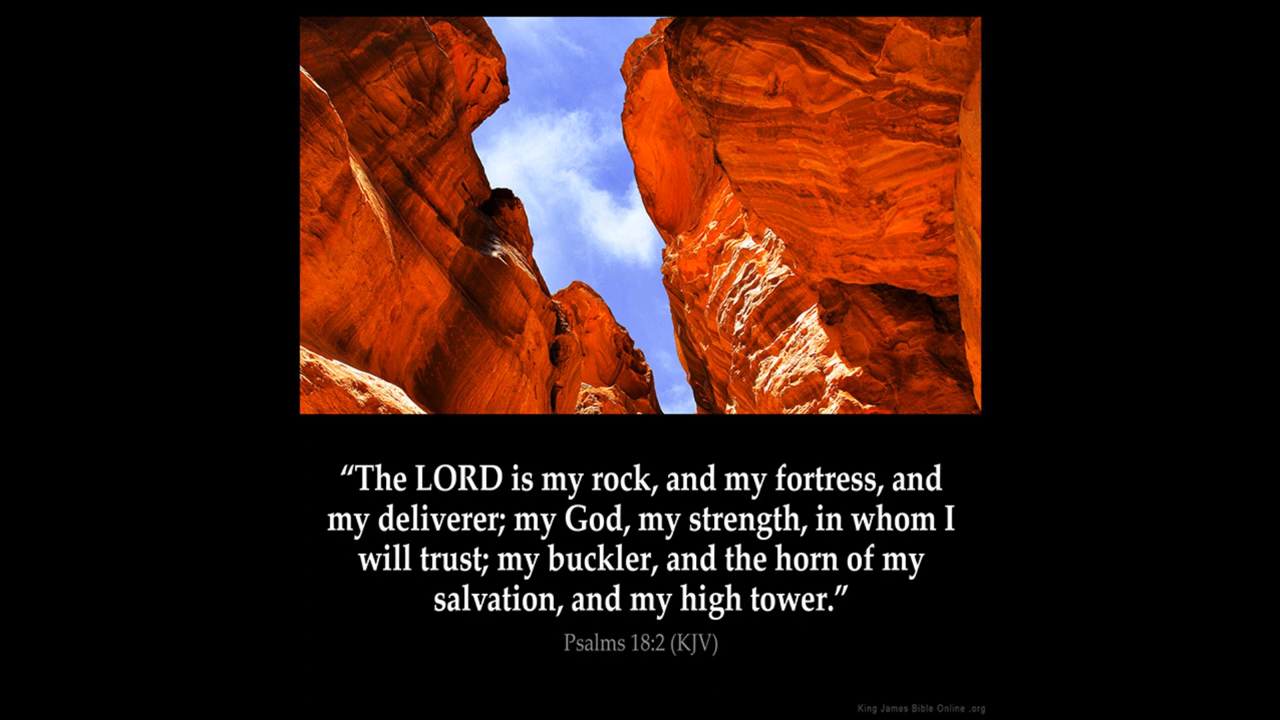 “The LORD is my rock, and my fortress, and
my deliverer; my God, my strength, in whom I
will trust; my buckler, and the horn of my
salvation, and my high tower.”
Psalms 18:2 (KJV)
King James Bible Online .org